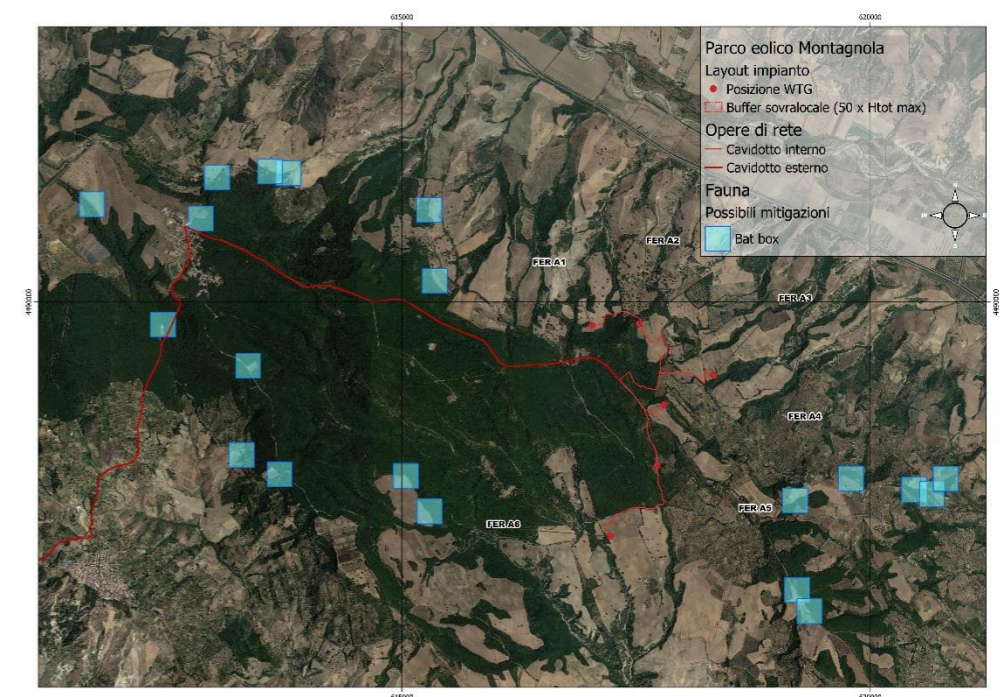 615000
620000
Parco eolico Montagnola
Layout impianto
Posizione WTG
Buffer sovralocale (50 x Htot max)
Opere di rete
Cavidotto interno
Cavidotto esterno
Fauna
Possibili mitigazioni
Bat box
FER A2
FER A1
FER A3
4490000
4490000
FER A4
FER A5
FER A6
615000
620000